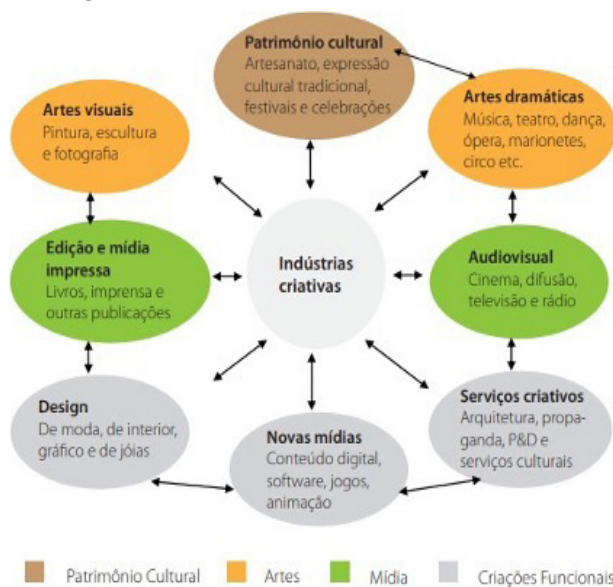 Patrimônio cultural
Artesanato, expressão
cultural tradicional,
festivais e celebrações
Artes visuais
Pintura, escultura
e fotografia
Artes dramáticas
Música, teatro, dança,
ópera, marionetes,
circo etc.
Edição e mídia
impressa
Livros, imprensa e
outras publicações
Indústrias
criativas
Audiovisual
Cinema, difusão,
televisão e rádio
Design
De moda, de interior,
gráfico e de jóias
Novas mídias
Conteúdo digital,
software, jogos,
animação
Serviços criativos
Arquitetura, propa-
ganda, P&D e
serviços culturais
Patrimônio Cultural Artes Mídia Criações Funcionais